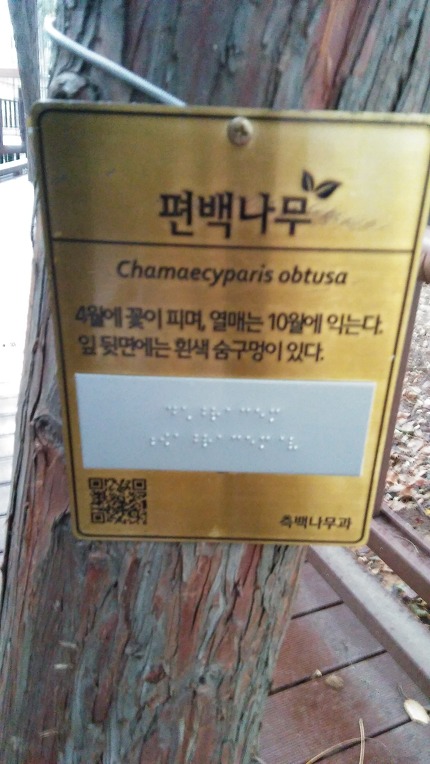 편백나무
Chamaecyparis obtusa
4월에 꽃이 피며, 열매는 10월에 익는다.
잎 뒷면에는 흰색 숨구멍이 있다.
측백나무과